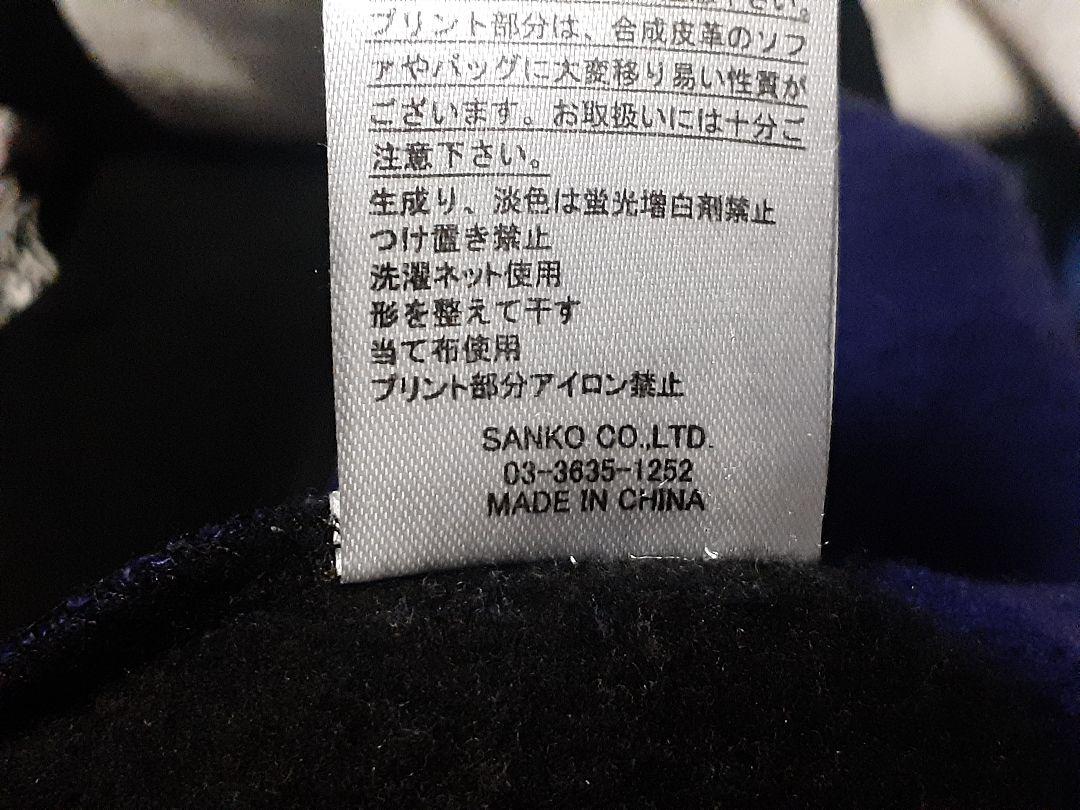 下さい。
プリント部分は、合成皮革のソフ
ァやバッグに大変移り易い性質が
ございます。お取扱いには十分ご
注意下さい。
生成り、淡色は蛍光増白剤禁止
つけ置き禁止
洗濯ネット使用
形を整えて干す
当て布使用
プリント部分アイロン禁止
SANKO CO.,LTD.
03-3635-1252
MADE IN CHINA